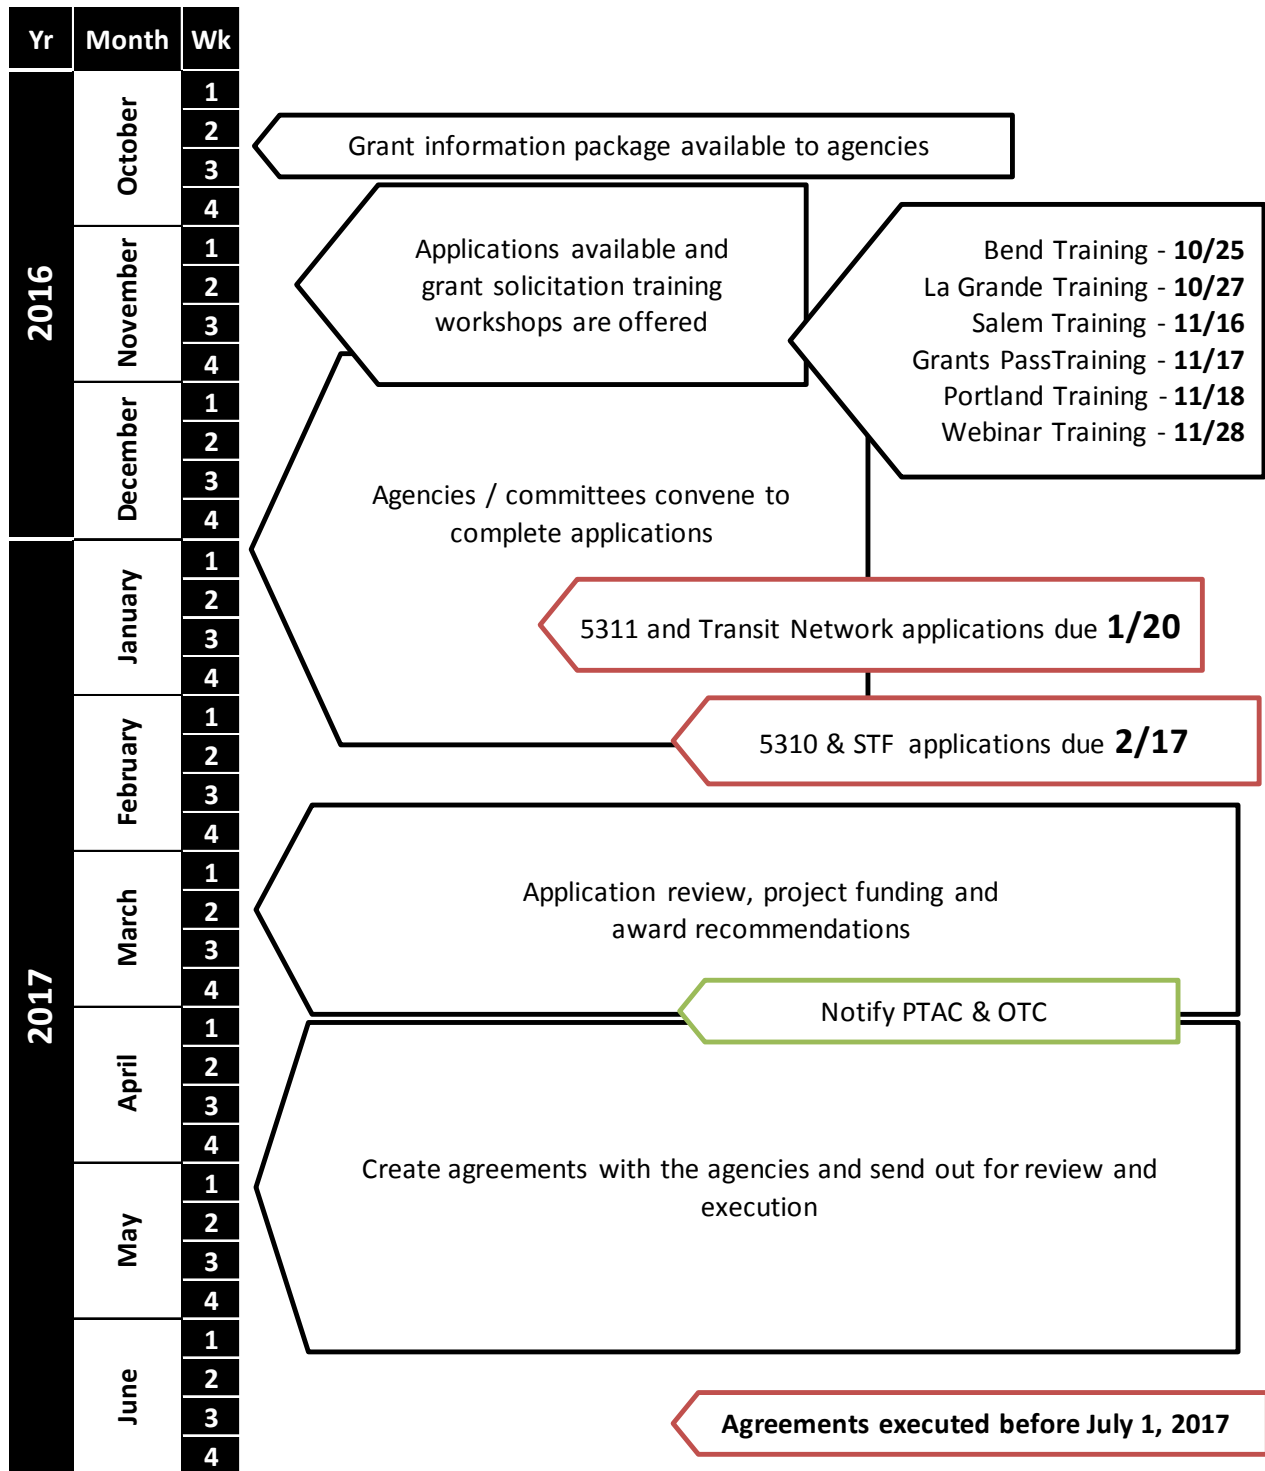 Yr Month Wk
2016
October
1
2
3
4
November
1
2
3
4
December
1
2
3
4
2017
January
1
2
3
4
February
1
2
3
4
March
1
2
3
4
April
1
2
3
4
May
1
2
3
4
June
1
2
3
4
Grant information package available to agencies
Applications available and
grant solicitation training
workshops are offered
Bend Training - 10/25
La Grande Training - 10/27
Salem Training - 11/16
Grants PassTraining - 11/17
Portland Training - 11/18
Webinar Training - 11/28
Agencies / committees convene to
complete applications
5311 and Transit Network applications due 1/20
5310 & STF applications due 2/17
Application review, project funding and
award recommendations
Notify PTAC & OTC
Create agreements with the agencies and send out for review and
execution
Agreements executed before July 1, 2017